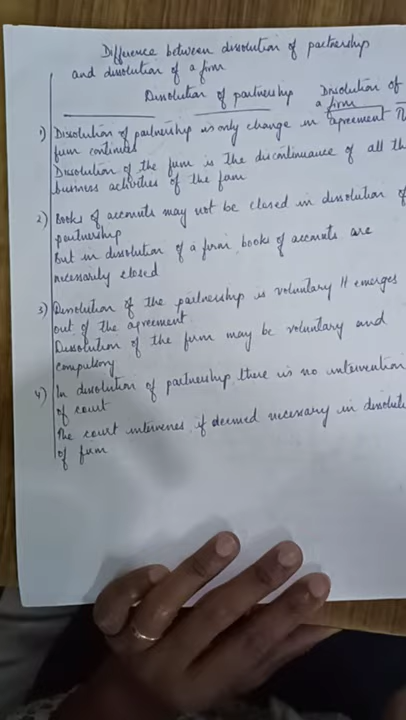 Difference between dissolution of partnership
and dissolution of a firm
Dissolution of partnership Dissolution of
a firm
1) Dissolution of partnership is only change in agreement
firm continues
Dissolution of the firm is the discontinuance of all th
business activities of the firm
2) Books of accounts may not be closed in dissolution of
partnership
But in dissolution of a firm books of accounts are
necessarily closed
3) Dissolution of the partnership is voluntary It emerges
out of the agreement
Dissolution of the firm may be voluntary and
compulsory
4) In dissolution of partnership there is no intervention
of court
The court intervenes if deemed necessary in dissoluti
of firm